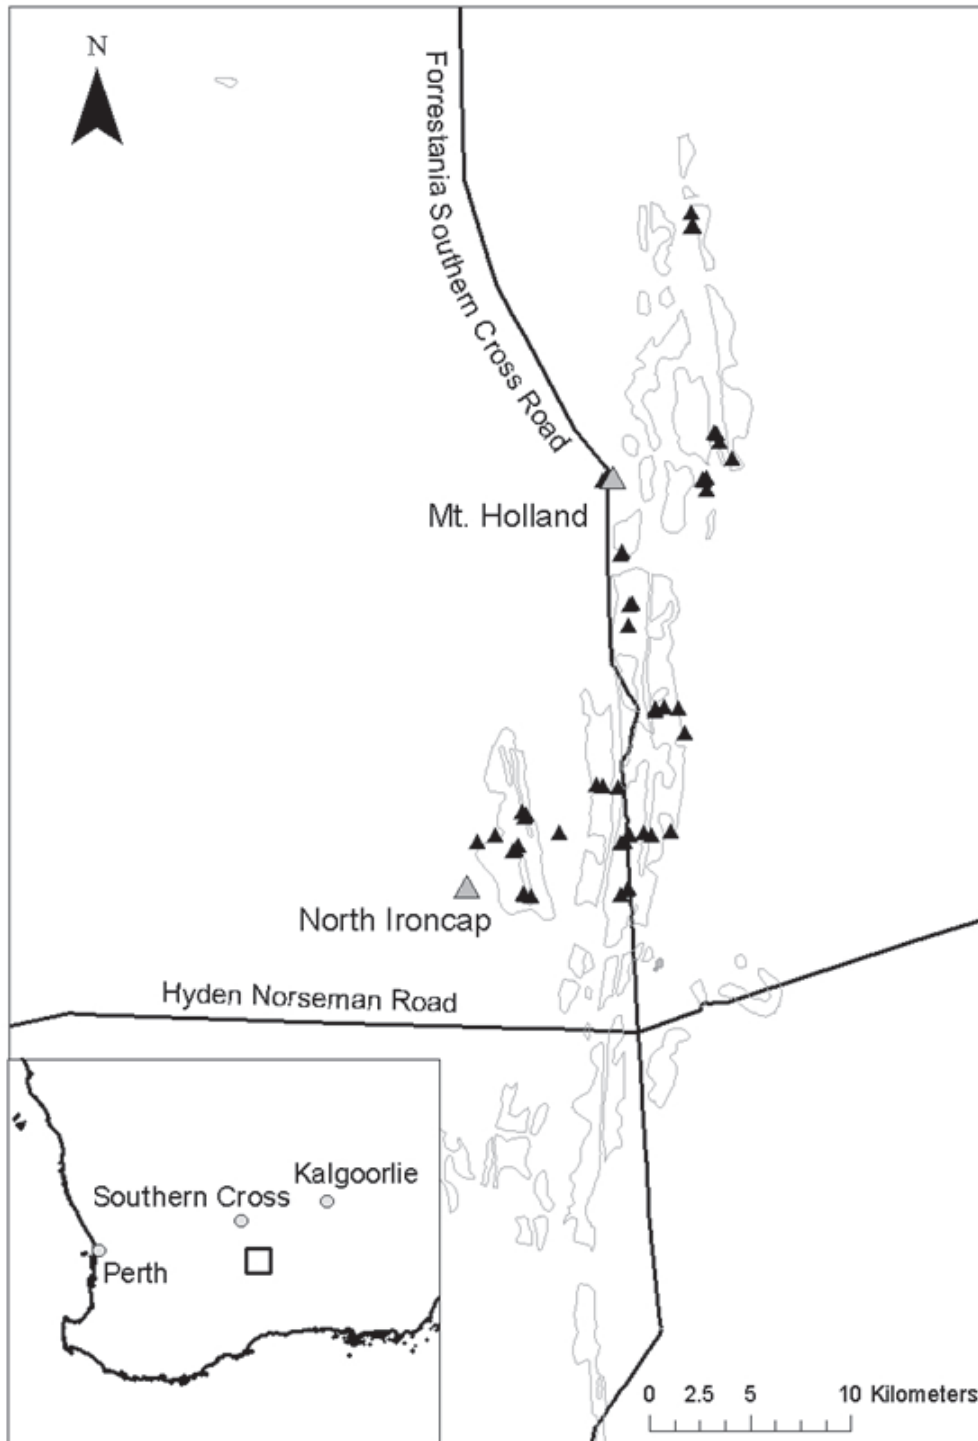 N
Forrestania Southern Cross Road
Mt. Holland
North Ironcap
Hyden Norseman Road
Kalgoorlie
Southern Cross
Perth
0 2.5 5 10 Kilometers